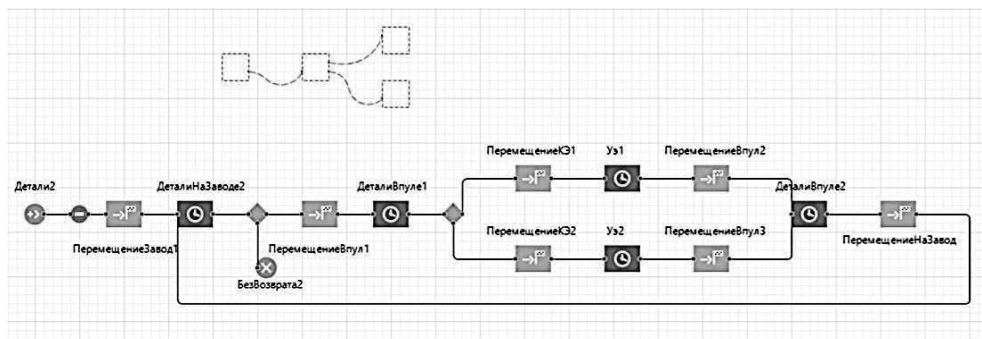 ПеремещениеКЭ1
Уз1
ПеремещениеВпул2
Детали2
ДеталиНаЗаводе2
ДеталиВпуле1
ДеталиВпуле2
ПеремещениеЗавод1
ПеремещениеВпул1
ПеремещениеКЭ2
Уз2
ПеремещениеВпул3
ПеремещениеНаЗавод
БезВозврата2